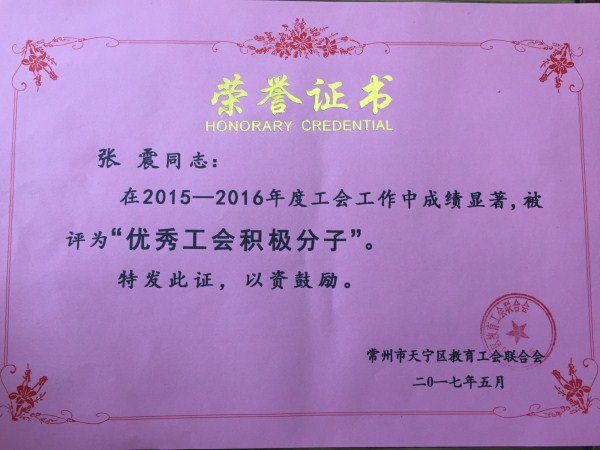 荣誉证书
HONORARY CREDENTIAL
张 震同志：
在2015—2016年度工会工作中成绩显著，被
评为“优秀工会积极分子”。
特发此证，以资鼓励。
常州市天宁区教育工会联合会
二〇一七年五月